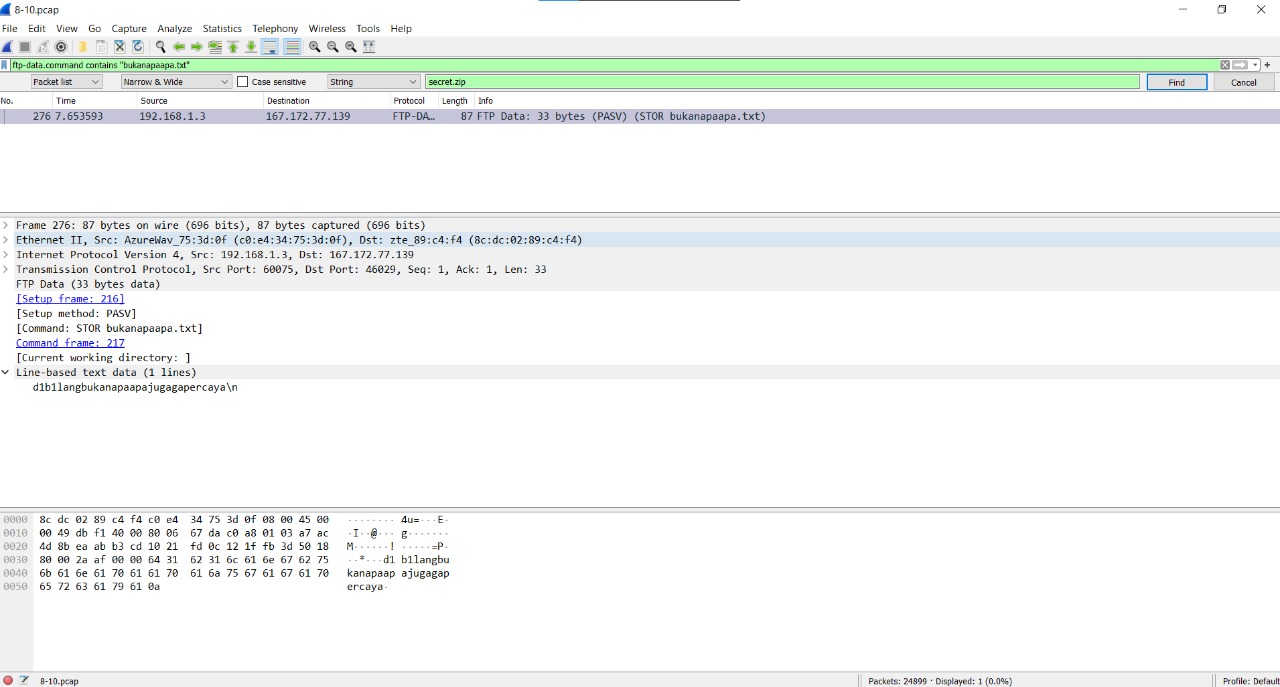 8-10.pcap
File Edit View Go Capture Analyze Statistics Telephony Wireless Tools Help
ftp-data.command contains "bukanapaapa.txt"
Packet list Narrow & Wide Case sensitive String secret.zip Find Cancel
No. Time Source Destination Protocol Length Info
276 7.653593 192.168.1.3 167.172.77.139 FTP-DA… 87 FTP Data: 33 bytes (PASV) (STOR bukanapaapa.txt)
Frame 276: 87 bytes on wire (696 bits), 87 bytes captured (696 bits)
Ethernet II, Src: AzureWav_75:3d:0f (c0:e4:34:75:3d:0f), Dst: zte_89:c4:f4 (8c:dc:02:89:c4:f4)
Internet Protocol Version 4, Src: 192.168.1.3, Dst: 167.172.77.139
Transmission Control Protocol, Src Port: 60075, Dst Port: 46029, Seq: 1, Ack: 1, Len: 33
FTP Data (33 bytes data)
[Setup frame: 216]
[Setup method: PASV]
[Command: STOR bukanapaapa.txt]
Command frame: 217
[Current working directory: ]
Line-based text data (1 lines)
d1b1langbukanapaapajugagapercaya\n
0000 8c dc 02 89 c4 f4 c0 e4 34 75 3d 0f 08 00 45 00 ········ 4u=···E·
0010 00 49 db f1 40 00 80 06 67 da c0 a8 01 03 a7 ac ·I··@··· g·······
0020 4d 8b ea ab b3 cd 10 21 fd 0c 12 1f fb 3d 50 18 M······! ·····=P·
0030 80 00 2a af 00 00 64 31 62 31 6c 61 6e 67 62 75 ··*···d1 b1langbu
0040 6b 61 6e 61 70 61 61 70 61 6a 75 67 61 67 61 70 kanapaap ajugagap
0050 65 72 63 61 79 61 0a ercaya·
8-10.pcap Packets: 24899 · Displayed: 1 (0.0%) Profile: Default